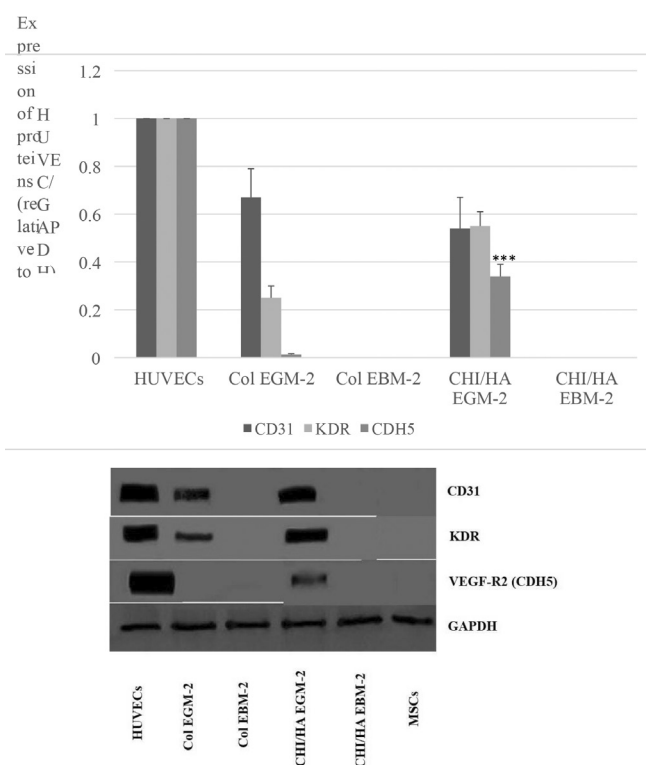 Ex
pre
ssi
on
of H
pro U
tei VE
ns C/
(re G
lati AP
ve D
to H)
1.2
1
0.8
0.6
0.4
0.2
0
***
HUVECs
Col EGM-2
Col EBM-2
CHI/HA
EGM-2
CHI/HA
EBM-2
CD31 KDR CDH5
CD31
KDR
VEGF-R2 (CDH5)
GAPDH
HUVECs
Col EGM-2
Col EBM-2
CHI/HA EGM-2
CHI/HA EBM-2
MSCs